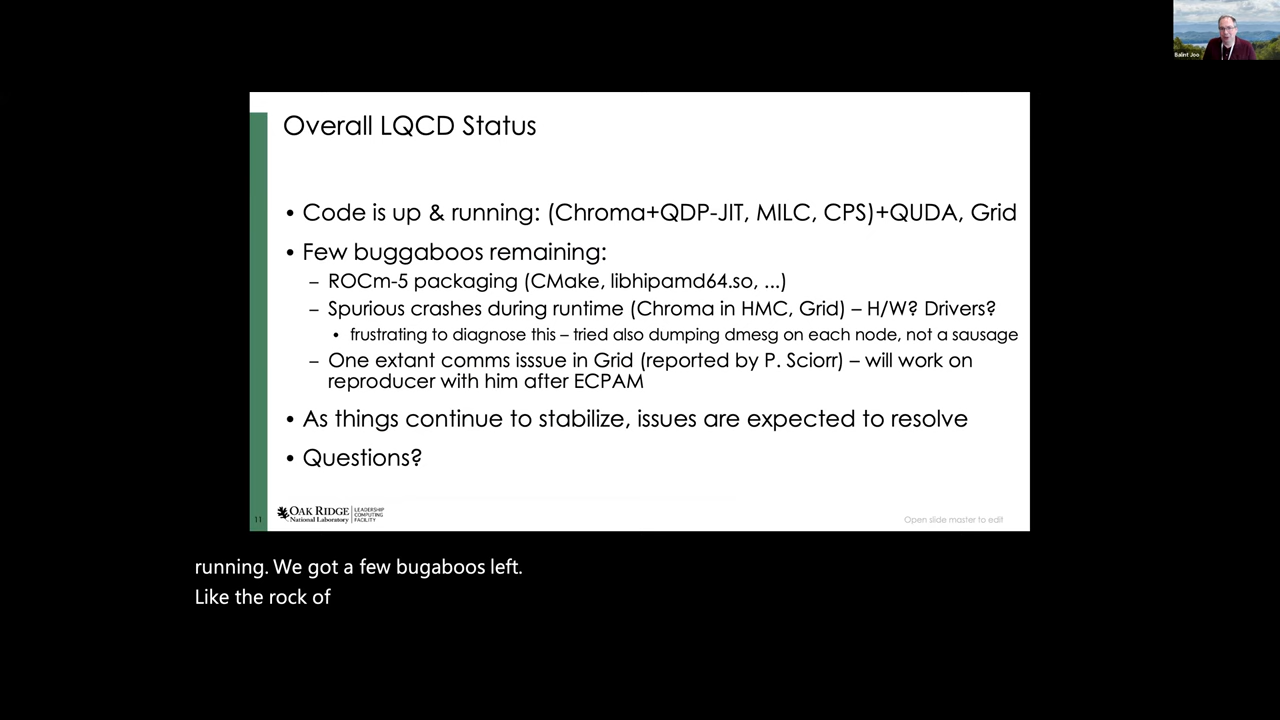 Balint Joo
Overall LQCD Status
• Code is up & running: (Chroma+QDP-JIT, MILC, CPS)+QUDA, Grid
• Few buggaboos remaining:
– ROCm-5 packaging (CMake, libhipamd64.so, ...)
– Spurious crashes during runtime (Chroma in HMC, Grid) – H/W? Drivers?
• frustrating to diagnose this – tried also dumping dmesg on each node, not a sausage
– One extant comms isssue in Grid (reported by P. Sciorr) – will work on
reproducer with him after ECPAM
• As things continue to stabilize, issues are expected to resolve
• Questions?
11
OAK RIDGE
National Laboratory
LEADERSHIP
COMPUTING
FACILITY
Open slide master to edit
running. We got a few bugaboos left.
Like the rock of